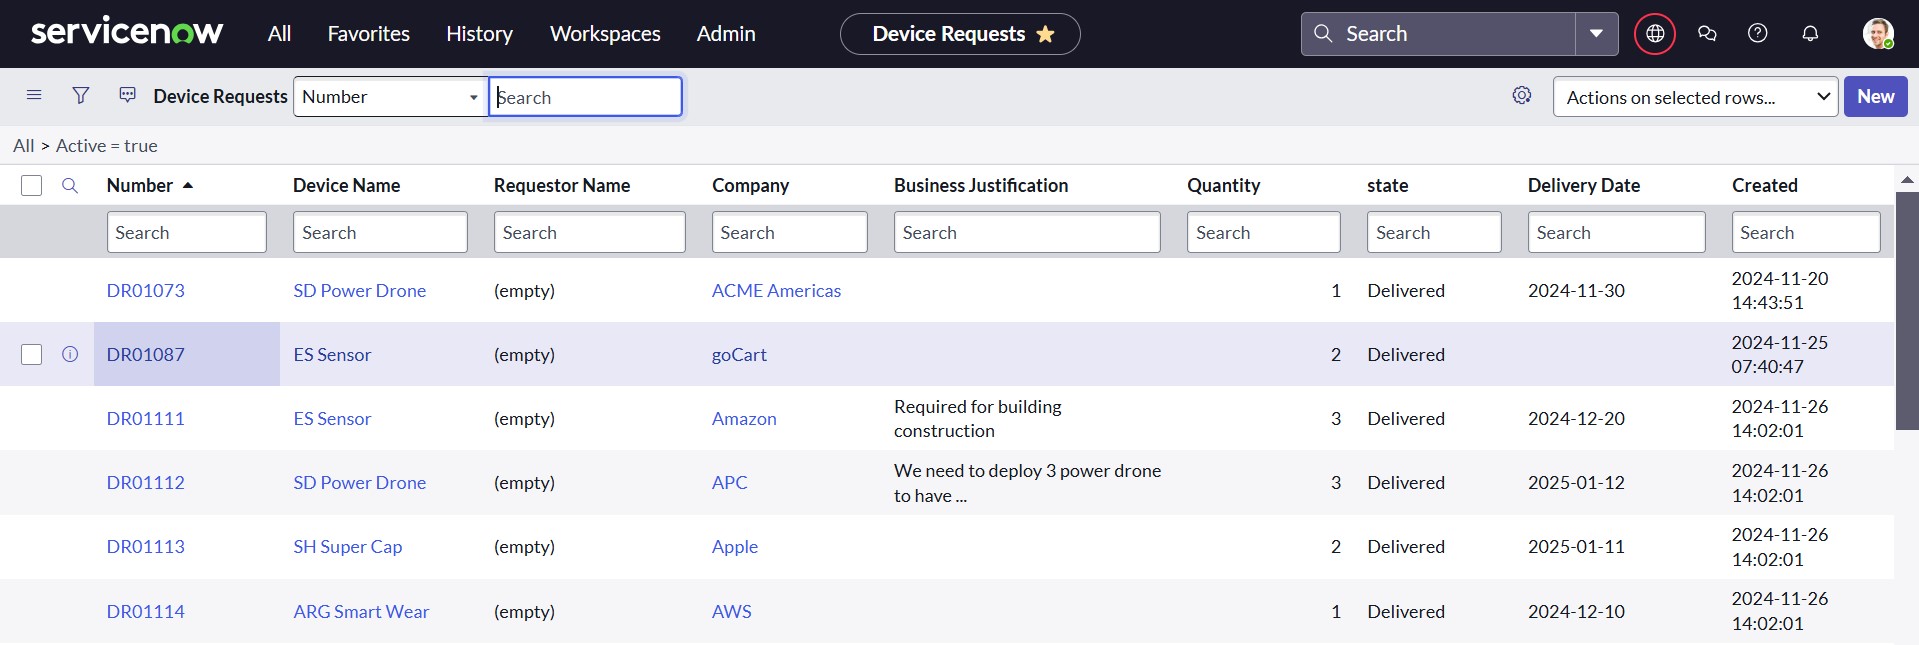 servicenow All Favorites History Workspaces Admin Device Requests Search
Device Requests Number Search Actions on selected rows... New
All > Active = true
Number Device Name Requestor Name Company Business Justification Quantity state Delivery Date Created
Search Search Search Search Search Search Search Search Search
DR01073 SD Power Drone (empty) ACME Americas 1 Delivered 2024-11-30 2024-11-20
14:43:51
DR01087 ES Sensor (empty) goCart 2 Delivered 2024-11-25
07:40:47
DR01111 ES Sensor (empty) Amazon Required for building 3 Delivered 2024-12-20 2024-11-26
construction 14:02:01
DR01112 SD Power Drone (empty) APC We need to deploy 3 power drone 3 Delivered 2025-01-12 2024-11-26
to have ... 14:02:01
DR01113 SH Super Cap (empty) Apple 2 Delivered 2025-01-11 2024-11-26
14:02:01
DR01114 ARG Smart Wear (empty) AWS 1 Delivered 2024-12-10 2024-11-26
14:02:01